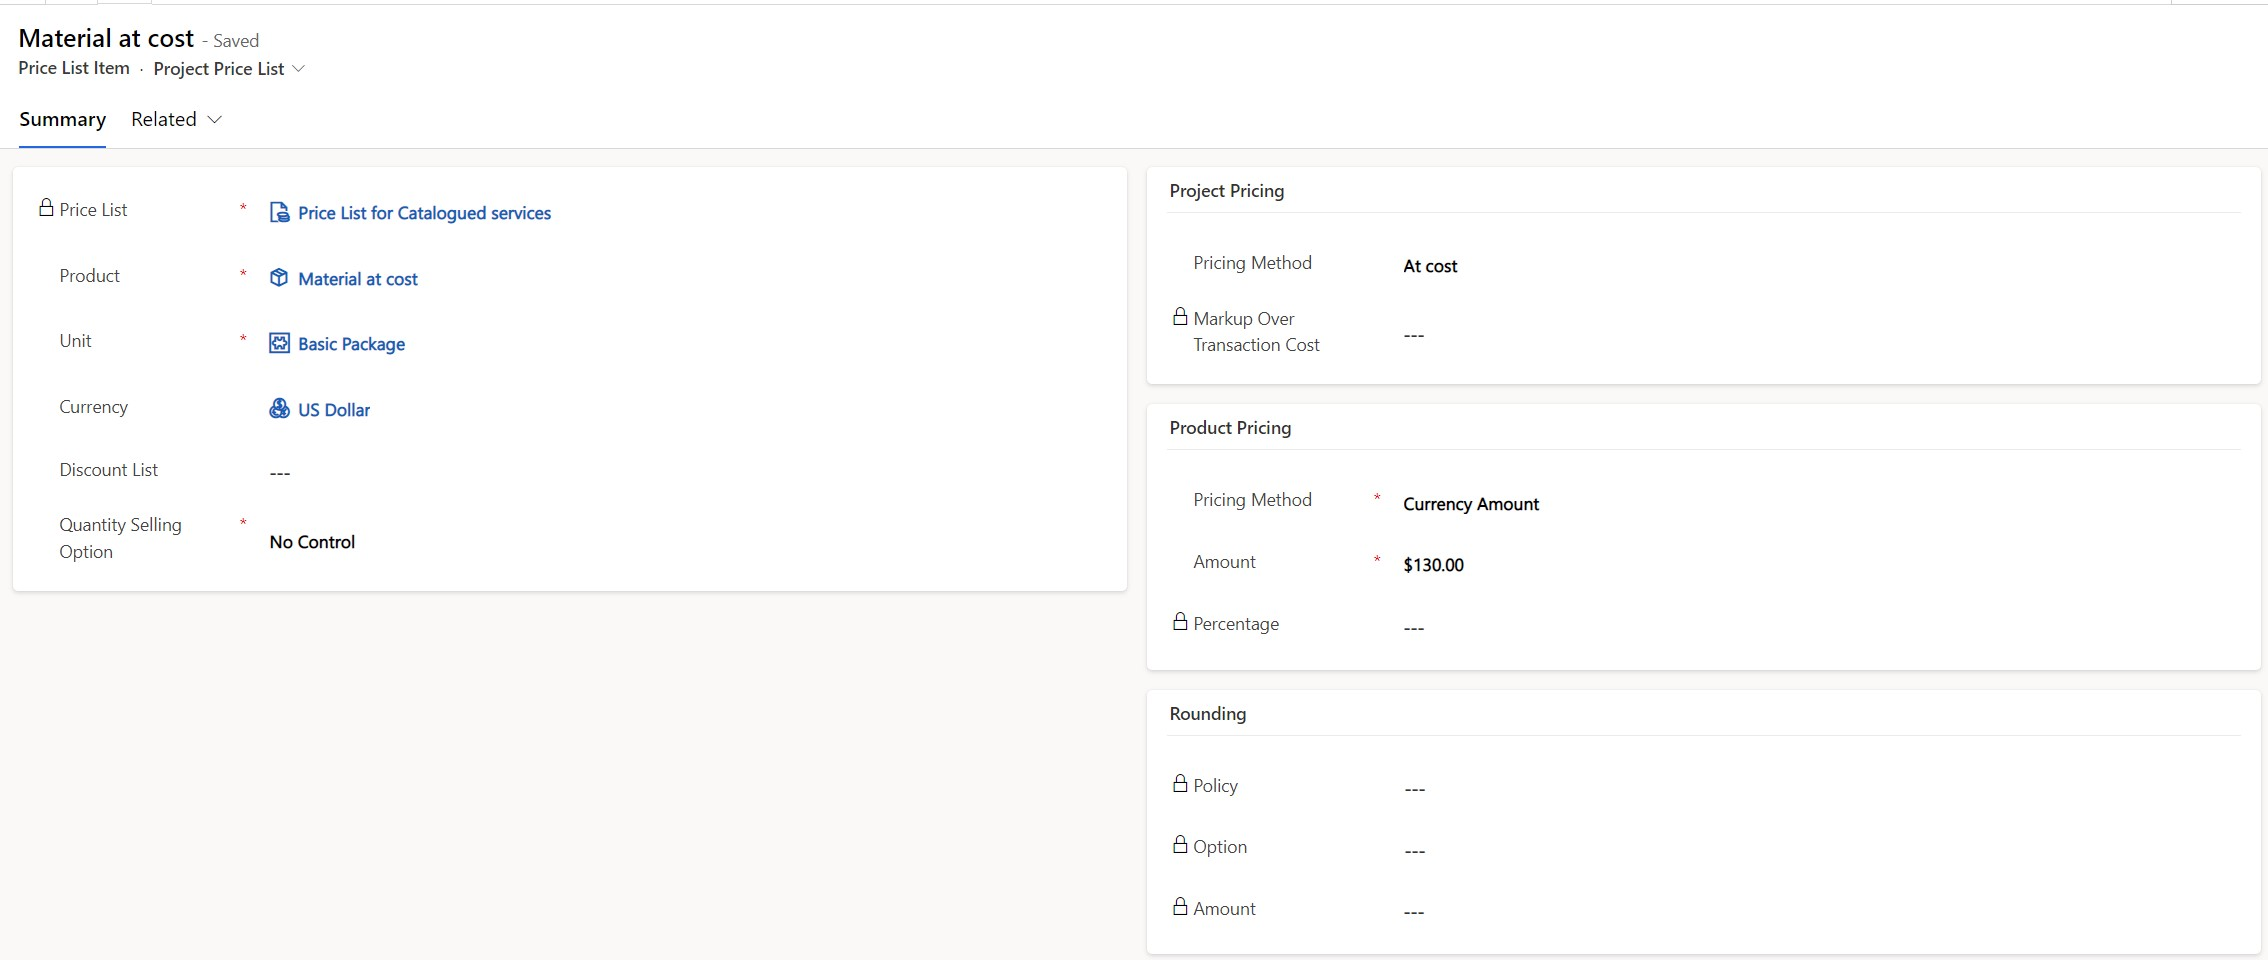 Material at cost - Saved
Price List Item · Project Price List
Summary Related
Price List * Price List for Catalogued services
Product * Material at cost
Unit * Basic Package
Currency US Dollar
Discount List ---
Quantity Selling Option * No Control
Project Pricing
Pricing Method At cost
Markup Over Transaction Cost ---
Product Pricing
Pricing Method * Currency Amount
Amount * $130.00
Percentage ---
Rounding
Policy ---
Option ---
Amount ---